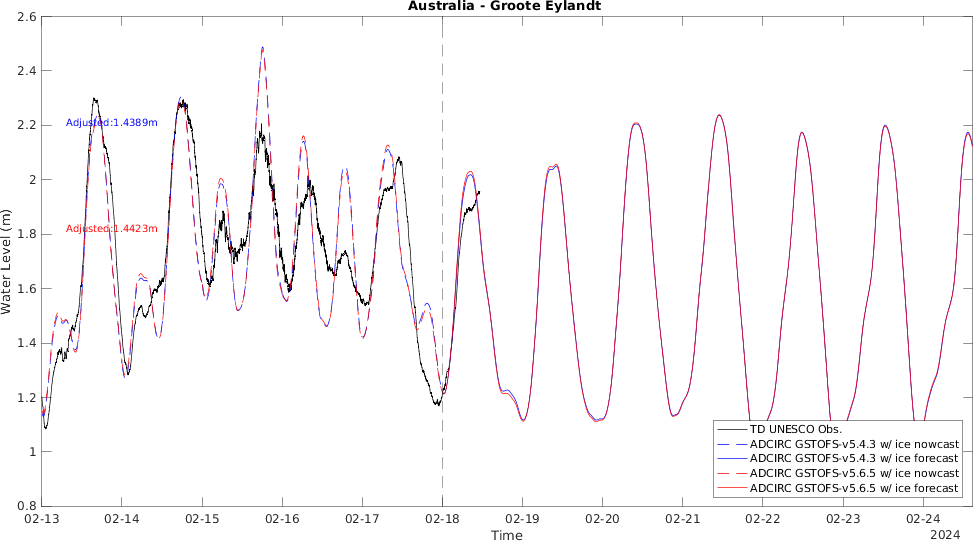 Australia - Groote Eylandt
2.6
2.4
2.2
2
1.8
1.6
1.4
1.2
1
0.8
Water Level (m)
Adjusted:1.4389m
Adjusted:1.4423m
TD UNESCO Obs.
ADCIRC GSTOFS-v5.4.3 w/ ice nowcast
ADCIRC GSTOFS-v5.4.3 w/ ice forecast
ADCIRC GSTOFS-v5.6.5 w/ ice nowcast
ADCIRC GSTOFS-v5.6.5 w/ ice forecast
02-13 02-14 02-15 02-16 02-17 02-18 02-19 02-20 02-21 02-22 02-23 02-24
Time
2024